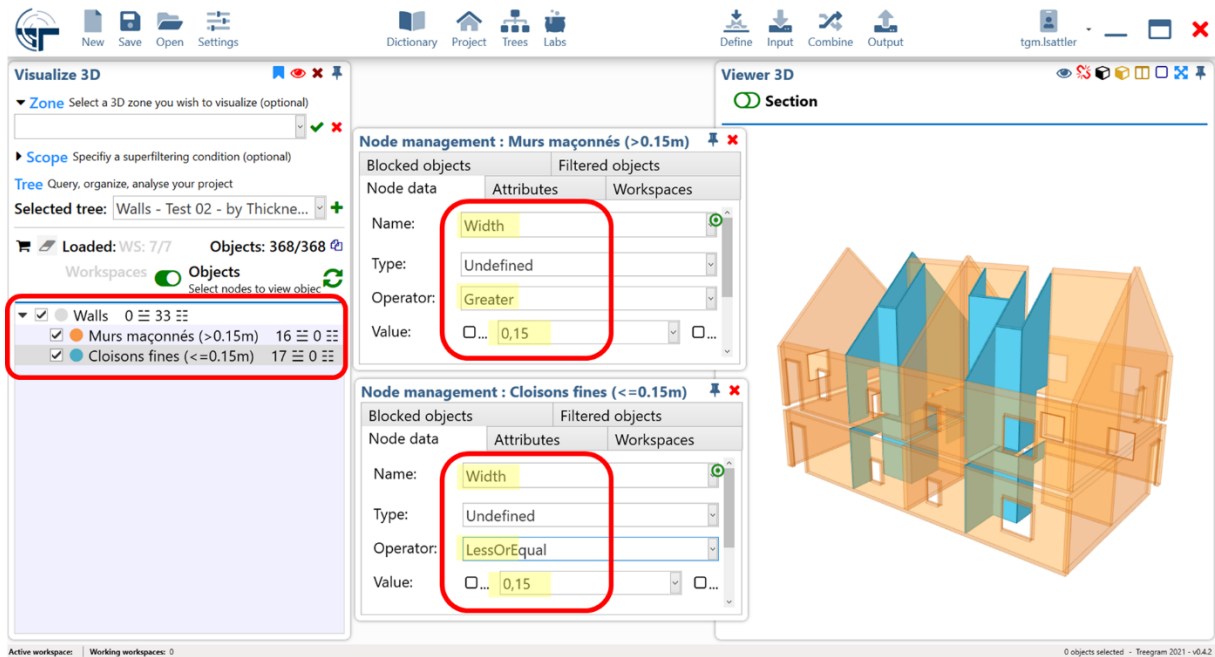 New Save Open Settings Dictionary Project Trees Labs Define Input Combine Output tgm.lsattler
Visualize 3D
Zone Select a 3D zone you wish to visualize (optional)
Scope Specifiy a superfiltering condition (optional)
Tree Query, organize, analyse your project
Selected tree: Walls - Test 02 - by Thickne...
Loaded: WS: 7/7 Objects: 368/368
Workspaces Objects
Select nodes to view objec
Walls 0 33
Murs maçonnés (>0.15m) 16 0
Cloisons fines (<=0.15m) 17 0
Node management : Murs maçonnés (>0.15m)
Blocked objects Filtered objects
Node data Attributes Workspaces
Name: Width
Type: Undefined
Operator: Greater
Value: ... 0,15 ...
Node management : Cloisons fines (<=0.15m)
Blocked objects Filtered objects
Node data Attributes Workspaces
Name: Width
Type: Undefined
Operator: LessOrEqual
Value: ... 0,15 ...
Viewer 3D
Section
Active workspace: Working workspaces: 0
0 objects selected - Treegram 2021 - v0.4.2